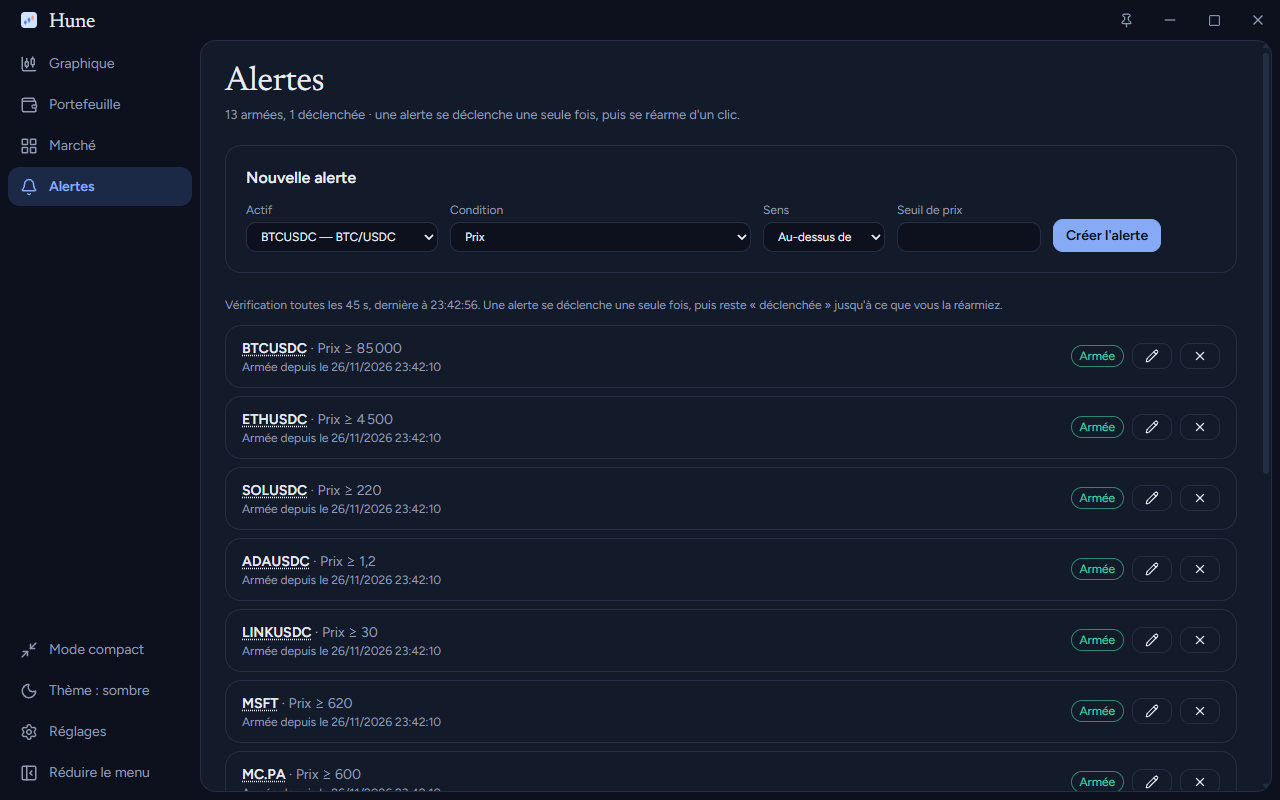 Hune
Graphique
Portefeuille
Marché
Alertes
Mode compact
Thème : sombre
Réglages
Réduire le menu
Alertes
13 armées, 1 déclenchée · une alerte se déclenche une seule fois, puis se réarme d'un clic.
Nouvelle alerte
Actif Condition Sens Seuil de prix
BTCUSDC — BTC/USDC Prix Au-dessus de Créer l'alerte
Vérification toutes les 45 s, dernière à 23:42:56. Une alerte se déclenche une seule fois, puis reste « déclenchée » jusqu'à ce que vous la réarmiez.
BTCUSDC · Prix ≥ 85 000
Armée depuis le 26/11/2026 23:42:10
Armée
ETHUSDC · Prix ≥ 4 500
Armée depuis le 26/11/2026 23:42:10
Armée
SOLUSDC · Prix ≥ 220
Armée depuis le 26/11/2026 23:42:10
Armée
ADAUSDC · Prix ≥ 1,2
Armée depuis le 26/11/2026 23:42:10
Armée
LINKUSDC · Prix ≥ 30
Armée depuis le 26/11/2026 23:42:10
Armée
MSFT · Prix ≥ 620
Armée depuis le 26/11/2026 23:42:10
Armée
MC.PA · Prix ≥ 600
Armée